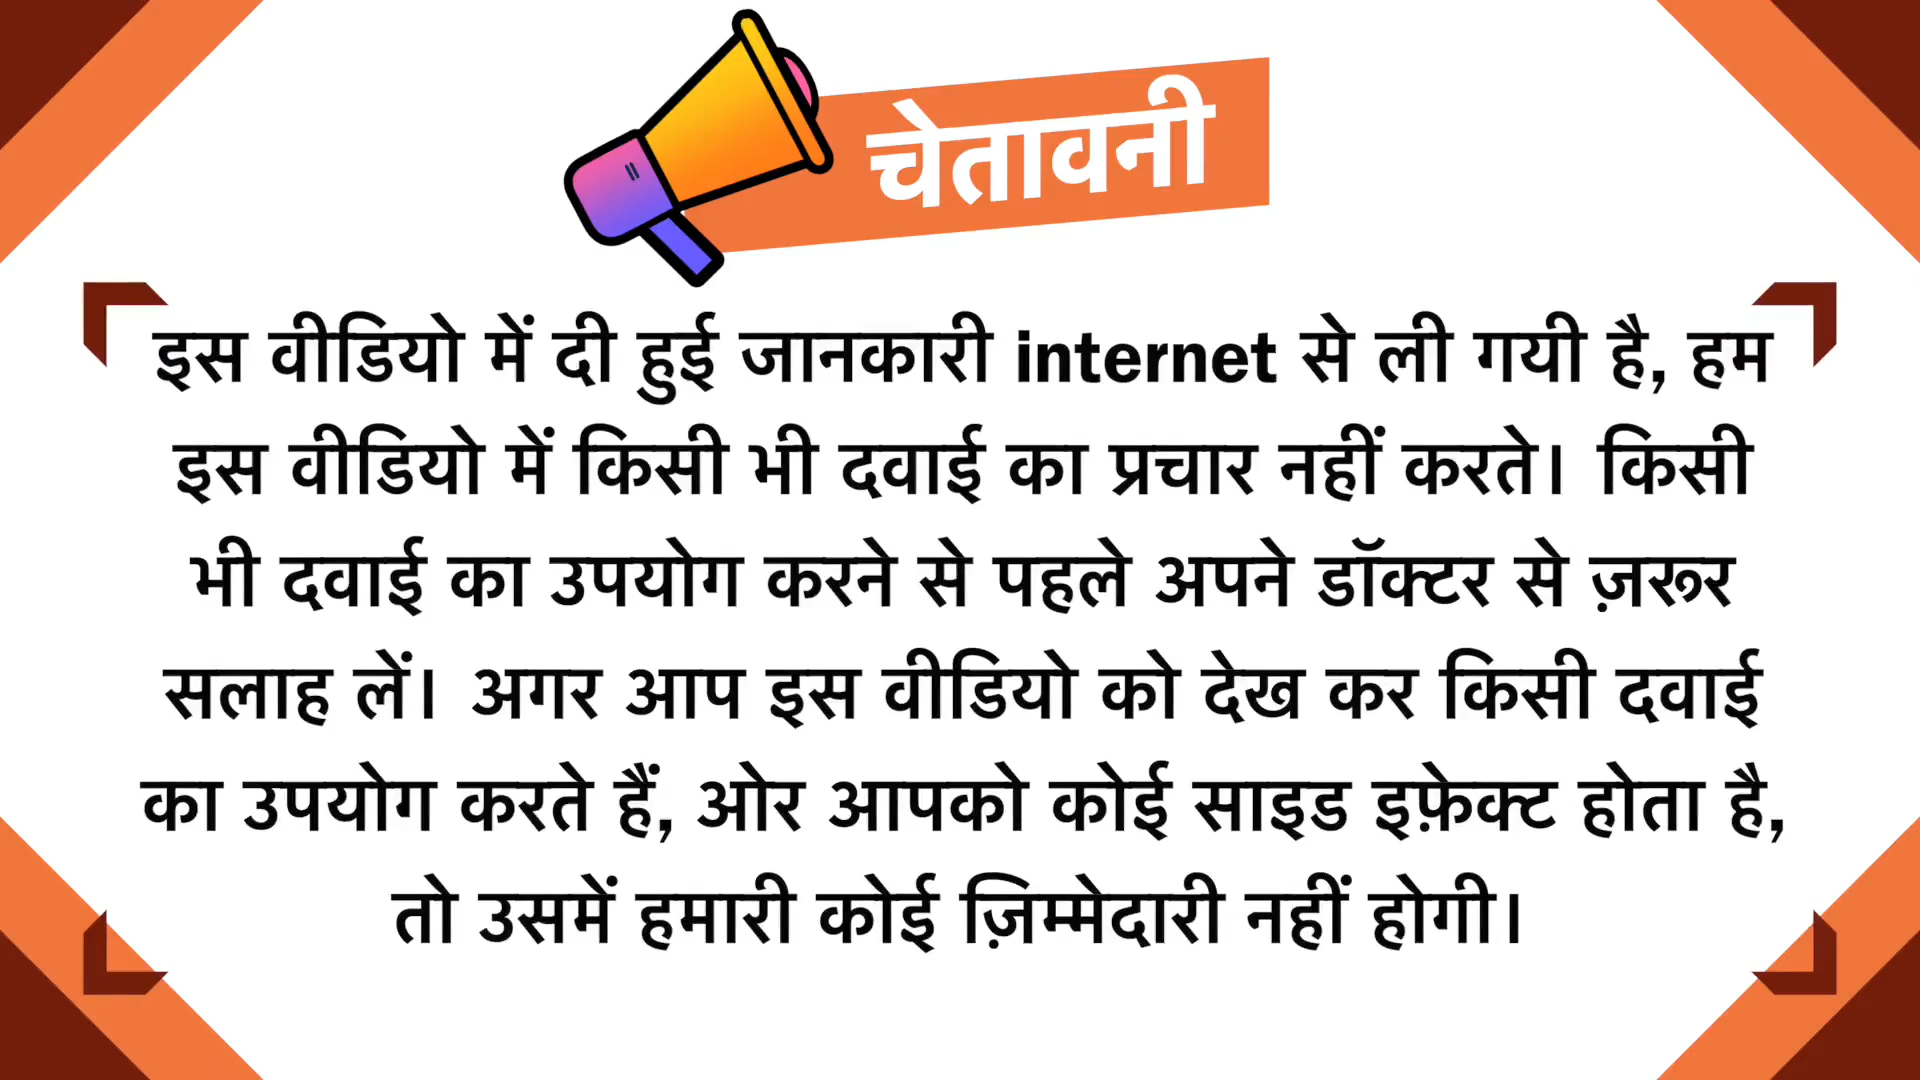 चेतावनी
इस वीडियो में दी हुई जानकारी internet से ली गयी है, हम
इस वीडियो में किसी भी दवाई का प्रचार नहीं करते। किसी
भी दवाई का उपयोग करने से पहले अपने डॉक्टर से ज़रूर
सलाह लें। अगर आप इस वीडियो को देख कर किसी दवाई
का उपयोग करते हैं, ओर आपको कोई साइड इफ़ेक्ट होता है,
तो उसमें हमारी कोई ज़िम्मेदारी नहीं होगी।